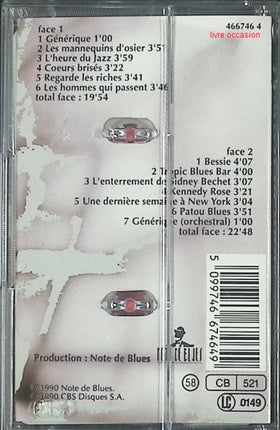 466746 4
livre occasion
face 1
1 Générique 1'00
2 Les mannequins d'osier 3'51
3 L'heure du Jazz 3'59
4 Coeurs brisés 3'22
5 Regarde les riches 3'41
6 Les hommes qui passent 3'46
total face : 19'54
face 2
1 Bessie 4'07
2 Tropic Blues Bar 4'00
3 L'enterrement de Sidney Bechet 3'07
4 Kennedy Rose 3'21
5 Une dernière semaine à New York 3'04
6 Patou Blues 3'51
7 Générique (orchestral) 1'00
total face : 22'48
5 099746 674649
Production : Note de Blues
NOTE DE BLUES
℗ 1990 Note de Blues.
© 1990 CBS Disques S.A.
58
CB 521
LC 0149